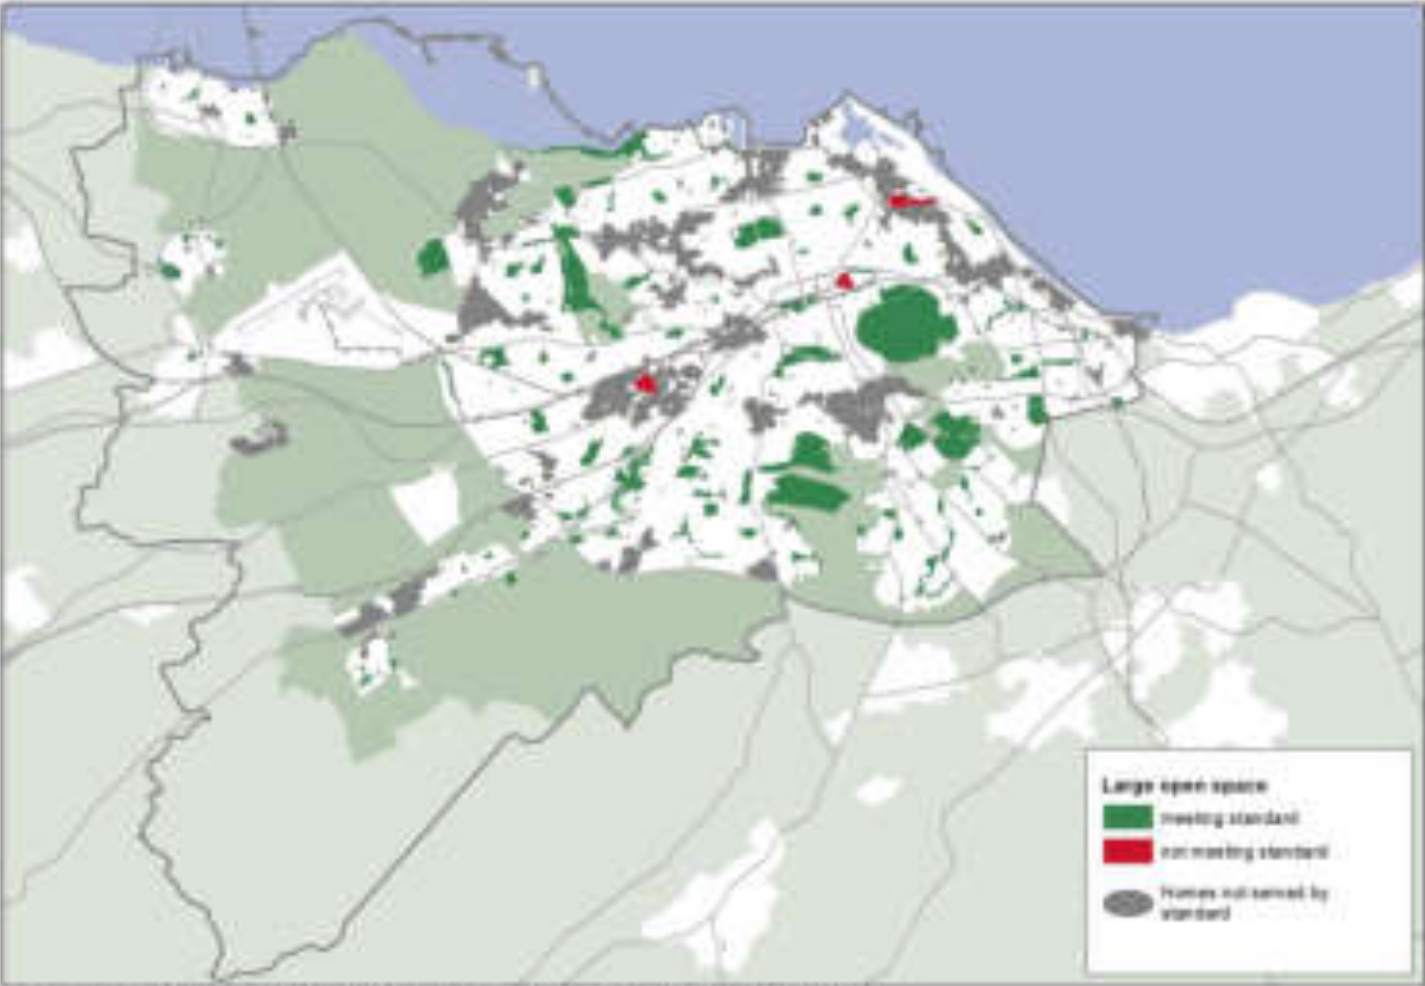 Large open space
meeting standard
not meeting standard
Homes not served by
standard